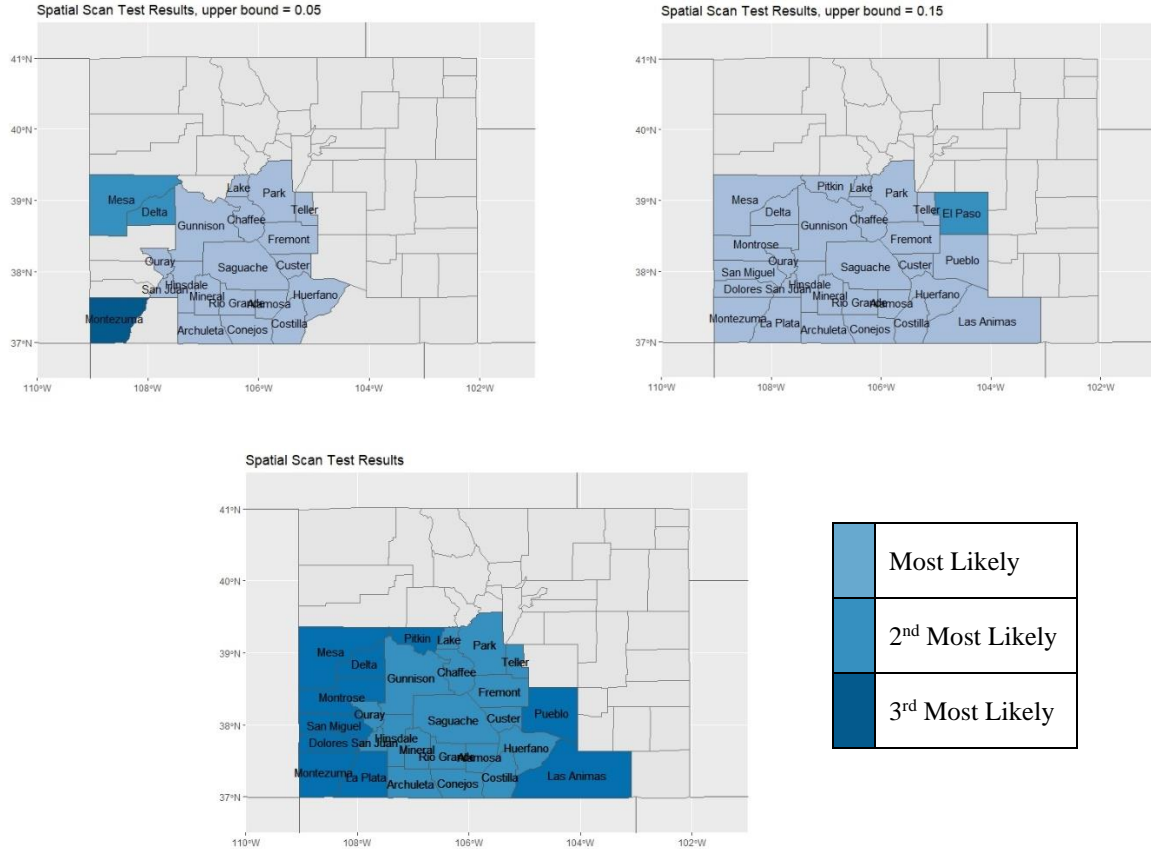 Spatial Scan Test Results, upper bound = 0.05
41°N
40°N
39°N
38°N
37°N
Mesa
Delta
Lake
Park
Teller
Gunnison
Chaffee
Fremont
Ouray
Saguache
Custer
San Juan
Hinsdale
Mineral
Rio Grande
Alamosa
Huerfano
Montezuma
Archuleta
Conejos
Costilla
110°W
108°W
106°W
104°W
102°W
Spatial Scan Test Results, upper bound = 0.15
41°N
40°N
39°N
38°N
37°N
Mesa
Pitkin
Lake
Park
Delta
Gunnison
Chaffee
Teller
El Paso
Montrose
Fremont
Ouray
Saguache
Custer
Pueblo
San Miguel
Dolores
San Juan
Hinsdale
Mineral
Rio Grande
Alamosa
Huerfano
Montezuma
La Plata
Archuleta
Conejos
Costilla
Las Animas
110°W
108°W
106°W
104°W
102°W
Spatial Scan Test Results
41°N
40°N
39°N
38°N
37°N
Mesa
Pitkin
Lake
Park
Delta
Gunnison
Chaffee
Teller
Montrose
Fremont
Ouray
Saguache
Custer
Pueblo
San Miguel
Dolores
San Juan
Hinsdale
Mineral
Rio Grande
Alamosa
Huerfano
Montezuma
La Plata
Archuleta
Conejos
Costilla
Las Animas
110°W
108°W
106°W
104°W
102°W
Most Likely
2nd Most Likely
3rd Most Likely